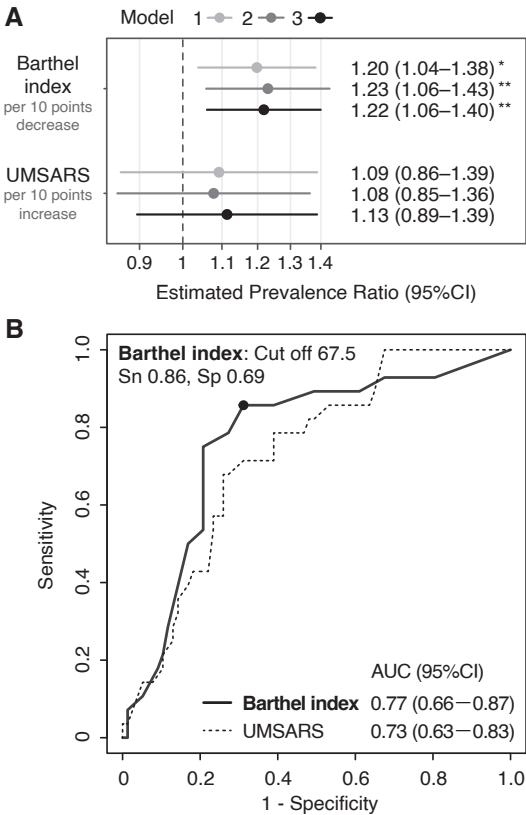 A
Model 1 2 3
Barthel index
per 10 points decrease
1.20 (1.04–1.38) *
1.23 (1.06–1.43) **
1.22 (1.06–1.40) **
UMSARS
per 10 points increase
1.09 (0.86–1.39)
1.08 (0.85–1.36)
1.13 (0.89–1.39)
0.9 1 1.1 1.2 1.3 1.4
Estimated Prevalence Ratio (95%CI)
B
Barthel index: Cut off 67.5
Sn 0.86, Sp 0.69
Sensitivity
1.0
0.8
0.6
0.4
0.2
0
AUC (95%CI)
Barthel index 0.77 (0.66—0.87)
UMSARS 0.73 (0.63—0.83)
0 0.2 0.4 0.6 0.8 1.0
1 - Specificity